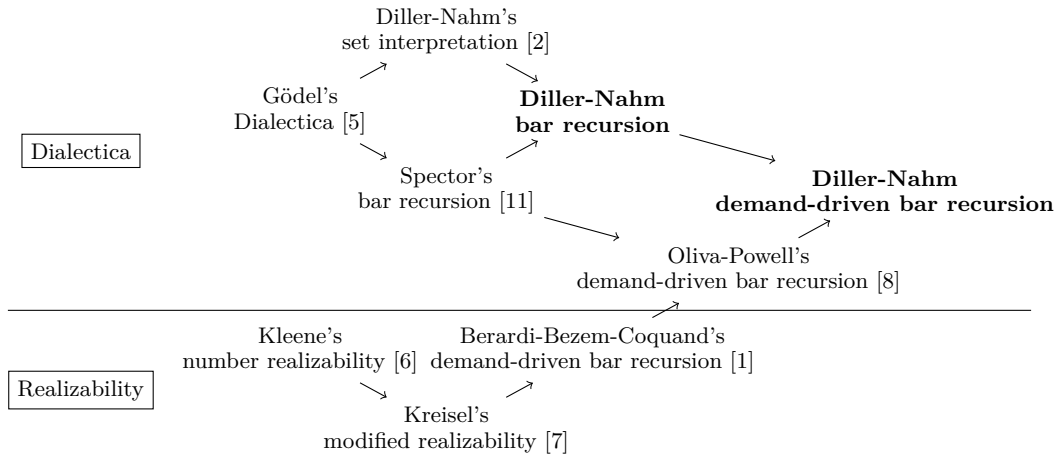 Diller-Nahm's
set interpretation [2]
Gödel's
Dialectica [5]
Diller-Nahm
bar recursion
Dialectica
Spector's
bar recursion [11]
Diller-Nahm
demand-driven bar recursion
Oliva-Powell's
demand-driven bar recursion [8]
Kleene's
number realizability [6]
Berardi-Bezem-Coquand's
demand-driven bar recursion [1]
Realizability
Kreisel's
modified realizability [7]